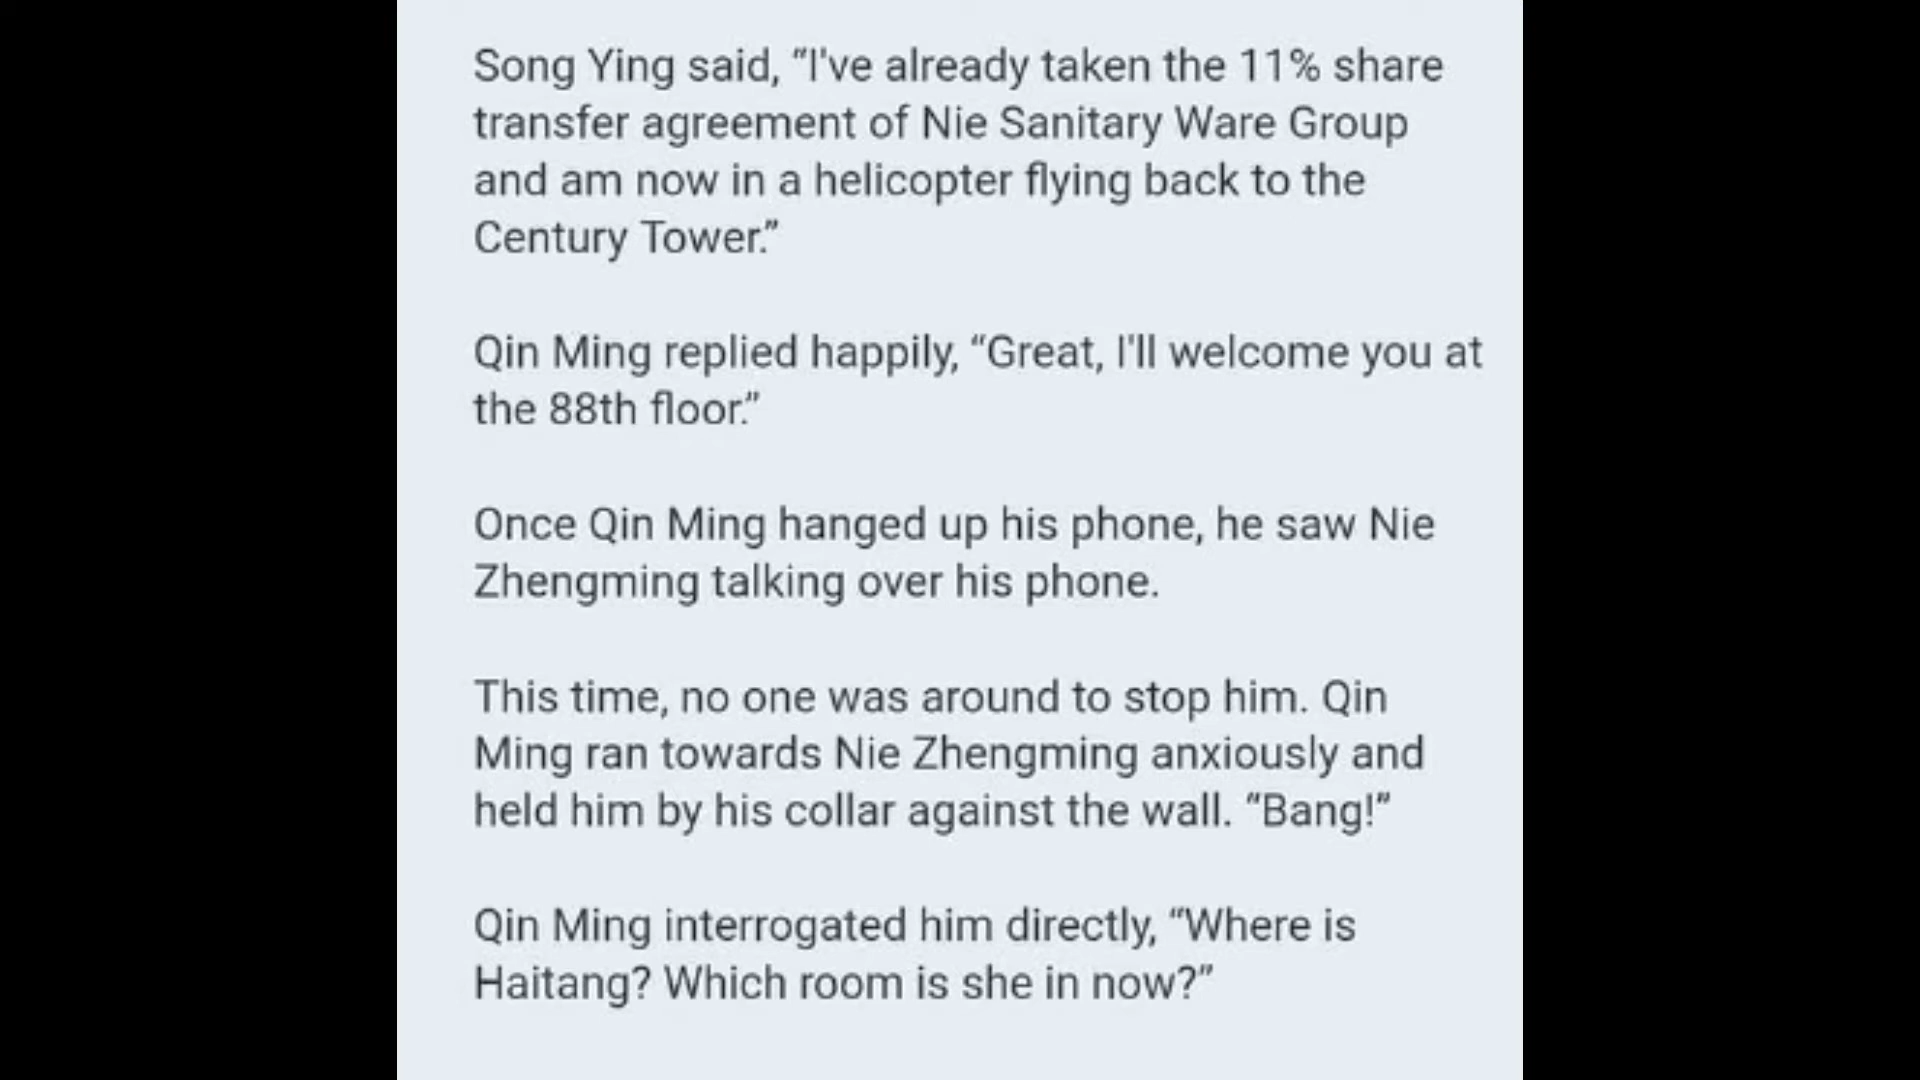 Song Ying said, “I've already taken the 11% share
transfer agreement of Nie Sanitary Ware Group
and am now in a helicopter flying back to the
Century Tower.”
Qin Ming replied happily, “Great, I'll welcome you at
the 88th floor.”
Once Qin Ming hanged up his phone, he saw Nie
Zhengming talking over his phone.
This time, no one was around to stop him. Qin
Ming ran towards Nie Zhengming anxiously and
held him by his collar against the wall. “Bang!”
Qin Ming interrogated him directly, “Where is
Haitang? Which room is she in now?”